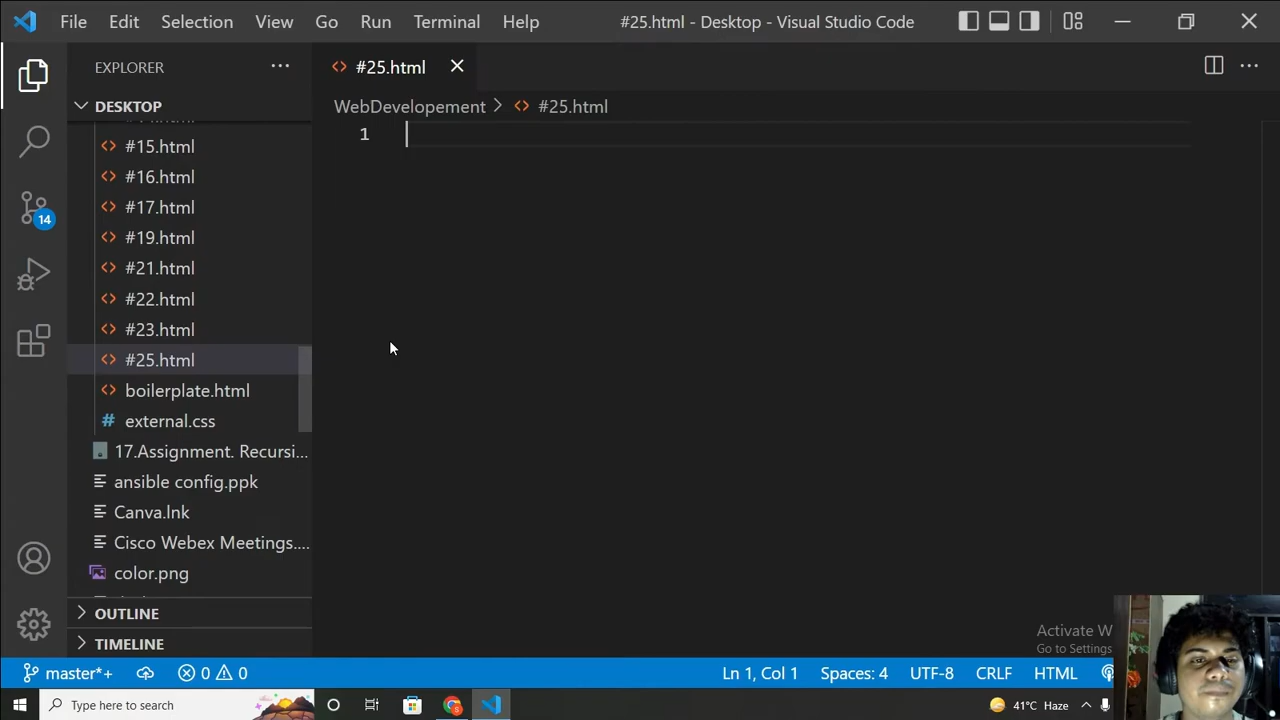 File Edit Selection View Go Run Terminal Help #25.html - Desktop - Visual Studio Code
EXPLORER
#25.html
DESKTOP
WebDevelopement > #25.html
1
#15.html
#16.html
#17.html
#19.html
#21.html
#22.html
#23.html
#25.html
boilerplate.html
# external.css
17.Assignment. Recursi...
ansible config.ppk
Canva.lnk
Cisco Webex Meetings....
color.png
OUTLINE
TIMELINE
14
Activate W
Go to Settings
master*+ 0 0 Ln 1, Col 1 Spaces: 4 UTF-8 CRLF HTML
Type here to search 41°C Haze